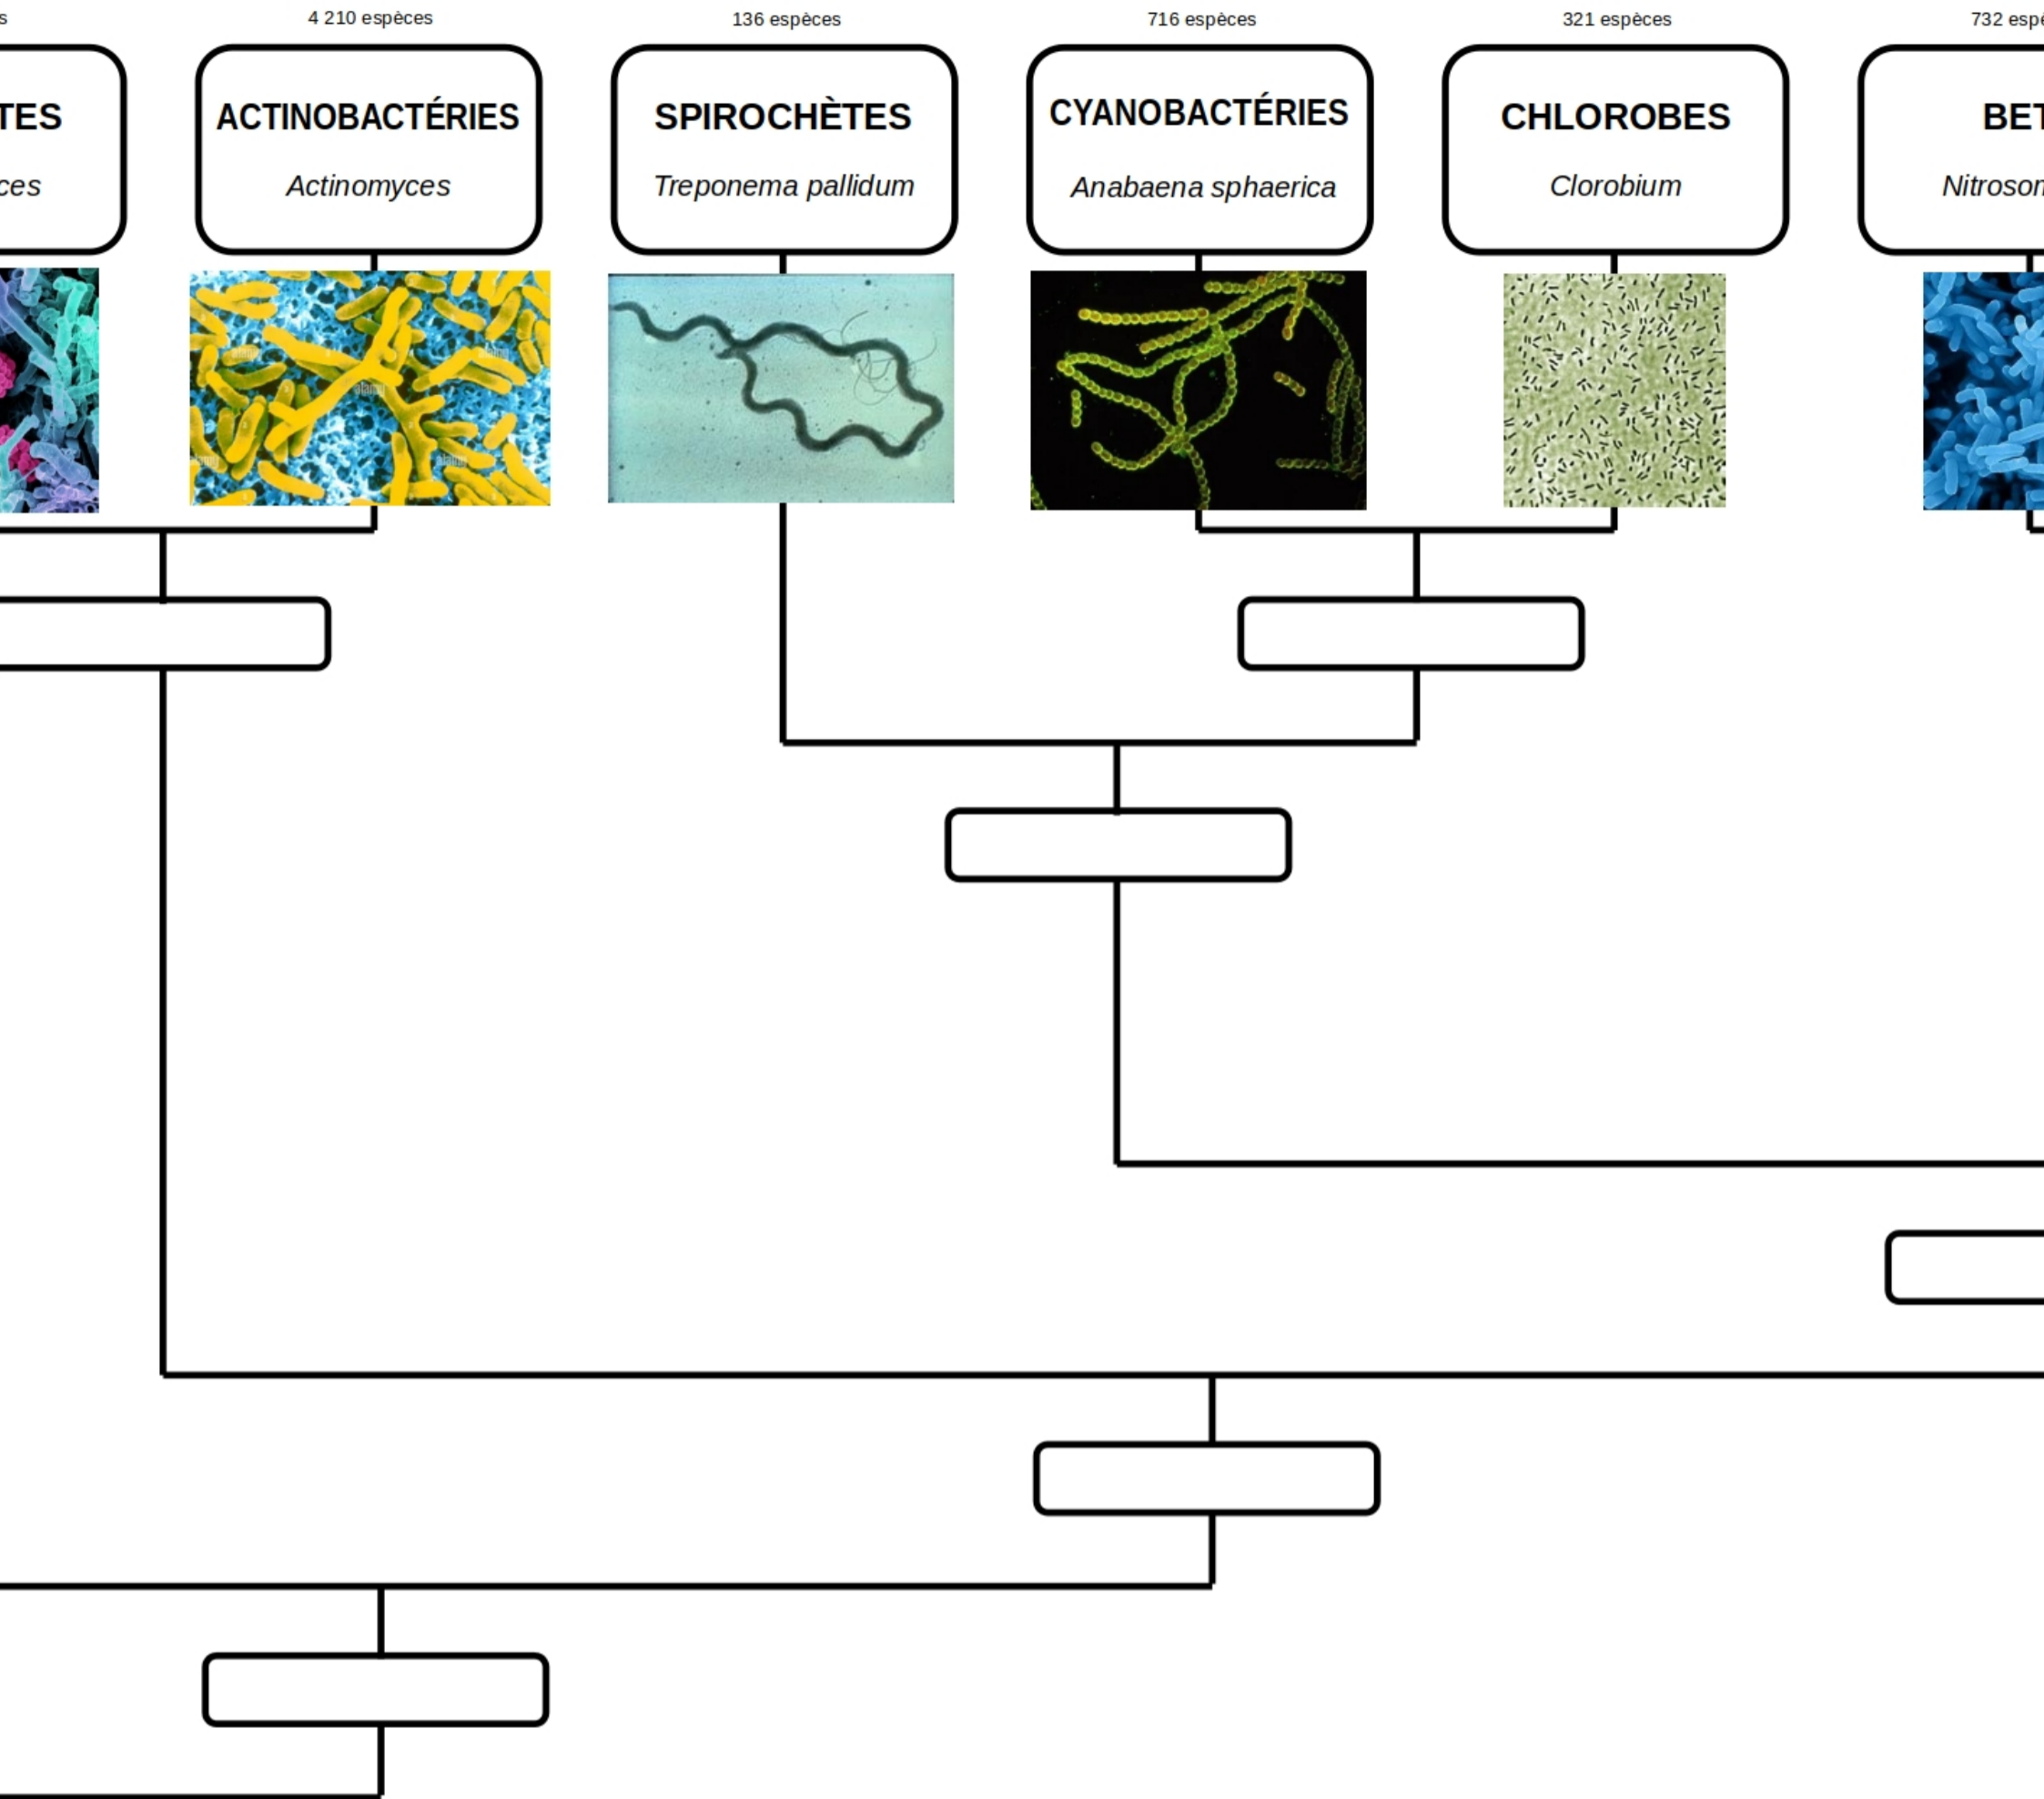 4 210 espèces
136 espèces
716 espèces
321 espèces
732
ACTINOBACTÉRIES
SPIROCHÈTES
CYANOBACTÉRIES
CHLOROBES
Actinomyces
Treponema pallidum
Anabaena sphaerica
Clorobium